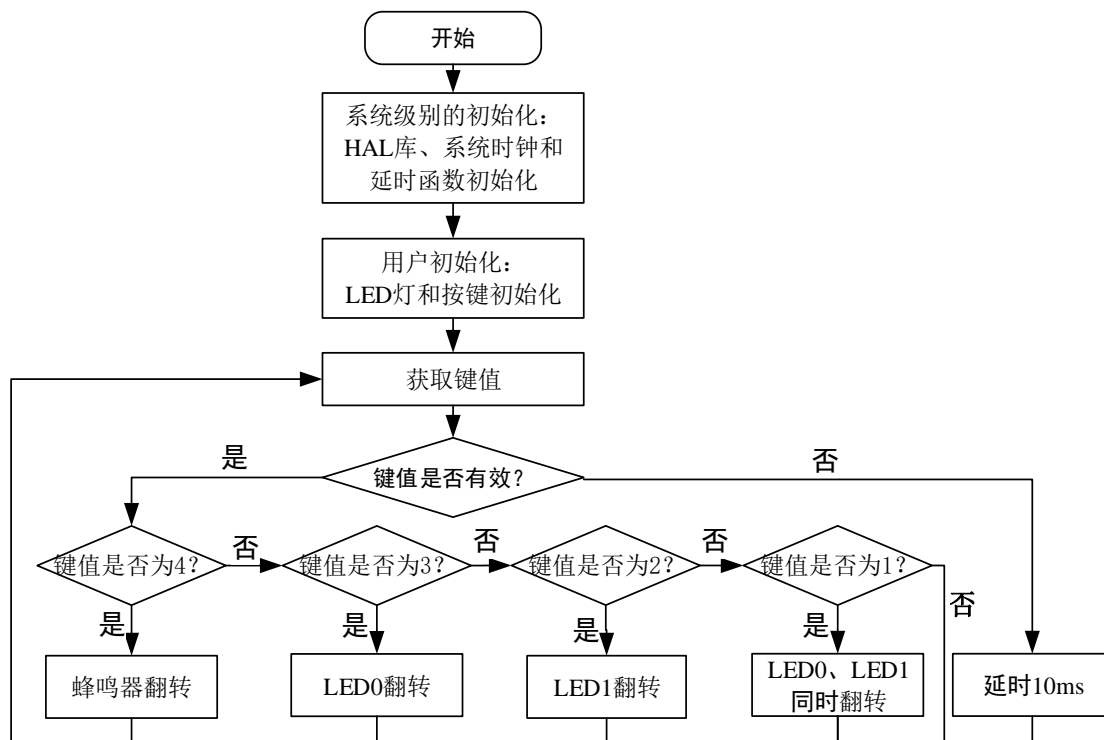 开始
系统级别的初始化：
HAL库、系统时钟和
延时函数初始化
用户初始化：
LED灯和按键初始化
获取键值
键值是否有效？
是
否
键值是否为4？
否
键值是否为3？
否
键值是否为2？
否
键值是否为1？
否
是
是
是
是
蜂鸣器翻转
LED0翻转
LED1翻转
LED0、LED1
同时翻转
延时10ms